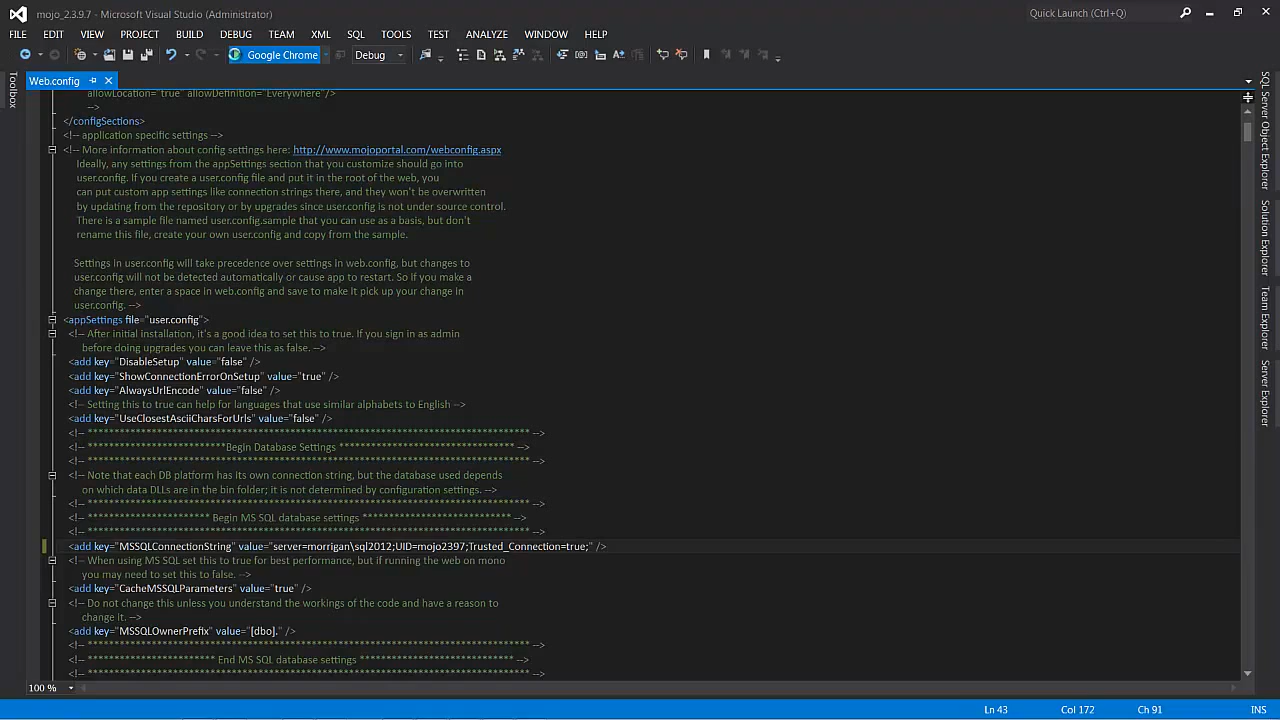 mojo_2.3.9.7 - Microsoft Visual Studio (Administrator)
Quick Launch (Ctrl+Q)
FILE EDIT VIEW PROJECT BUILD DEBUG TEAM XML SQL TOOLS TEST ANALYZE WINDOW HELP
Google Chrome
Debug
Web.config
Toolbox
allowLocation="true" allowDefinition="Everywhere"/>
-->
</configSections>
<!-- application specific settings -->
<!-- More information about config settings here: http://www.mojoportal.com/webconfig.aspx
Ideally, any settings from the appSettings section that you customize should go into
user.config. If you create a user.config file and put it in the root of the web, you
can put custom app settings like connection strings there, and they won't be overwritten
by updating from the repository or by upgrades since user.config is not under source control.
There is a sample file named user.config.sample that you can use as a basis, but don't
rename this file, create your own user.config and copy from the sample.
Settings in user.config will take precedence over settings in web.config, but changes to
user.config will not be detected automatically or cause app to restart. So if you make a
change there, enter a space in web.config and save to make it pick up your change in
user.config. -->
<appSettings file="user.config">
<!-- After initial installation, it's a good idea to set this to true. If you sign in as admin
before doing upgrades you can leave this as false. -->
<add key="DisableSetup" value="false" />
<add key="ShowConnectionErrorOnSetup" value="true" />
<add key="AlwaysUrlEncode" value="false" />
<!-- Setting this to true can help for languages that use similar alphabets to English -->
<add key="UseClosestAsciiCharsForUrls" value="false" />
<!-- ********************************************************************************** -->
<!-- **************************Begin Database Settings ********************************* -->
<!-- ********************************************************************************** -->
<!-- Note that each DB platform has its own connection string, but the database used depends
on which data DLLs are in the bin folder; it is not determined by configuration settings. -->
<!-- ********************************************************************************** -->
<!-- *********************** Begin MS SQL database settings **************************** -->
<!-- ********************************************************************************** -->
<add key="MSSQLConnectionString" value="server=morrigan\sql2012;UID=mojo2397;Trusted_Connection=true;" />
<!-- When using MS SQL set this to true for best performance, but if running the web on mono
you may need to set this to false. -->
<add key="CacheMSSQLParameters" value="true" />
<!-- Do not change this unless you understand the workings of the code and have a reason to
change it. -->
<add key="MSSQLOwnerPrefix" value="[dbo]." />
<!-- ********************************************************************************** -->
<!-- ************************ End MS SQL database settings ******************************** -->
<!-- ********************************************************************************** -->
100 %
SQL Server Object Explorer
Solution Explorer
Team Explorer
Server Explorer
Ln 43
Col 172
Ch 91
INS